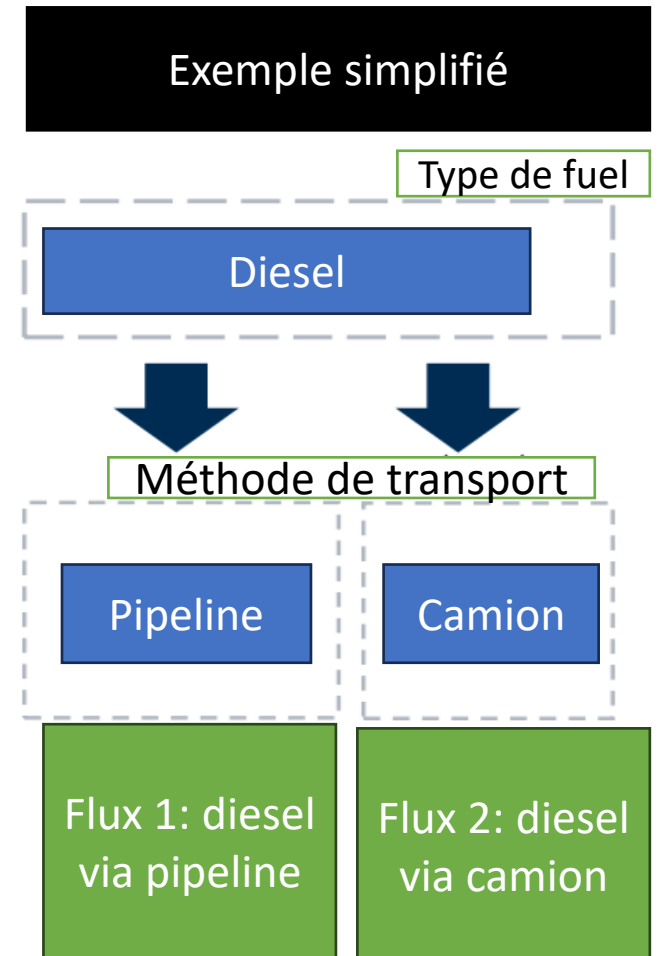 Exemple simplifié
Type de fuel
Diesel
Méthode de transport
Pipeline
Camion
Flux 1: diesel
via pipeline
Flux 2: diesel
via camion